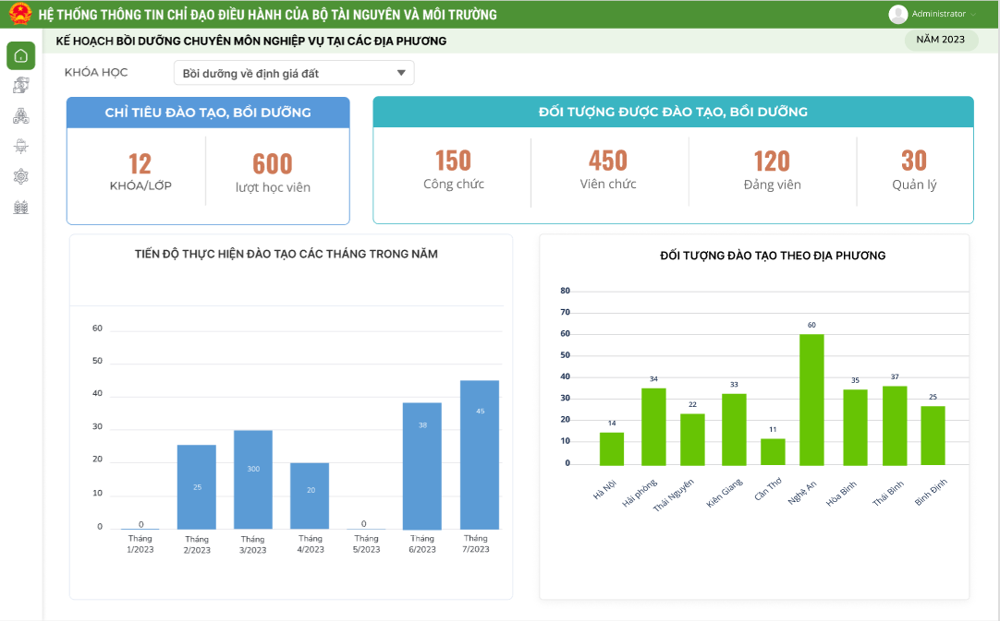 HỆ THỐNG THÔNG TIN CHỈ ĐẠO ĐIỀU HÀNH CỦA BỘ TÀI NGUYÊN VÀ MÔI TRƯỜNG
Administrator
KẾ HOẠCH BỒI DƯỠNG CHUYÊN MÔN NGHIỆP VỤ TẠI CÁC ĐỊA PHƯƠNG
NĂM 2023
KHÓA HỌC
Bồi dưỡng về định giá đất
CHỈ TIÊU ĐÀO TẠO, BỒI DƯỠNG
12
KHÓA/LỚP
600
lượt học viên
ĐỐI TƯỢNG ĐƯỢC ĐÀO TẠO, BỒI DƯỠNG
150
Công chức
450
Viên chức
120
Đảng viên
30
Quản lý
TIẾN ĐỘ THỰC HIỆN ĐÀO TẠO CÁC THÁNG TRONG NĂM
60
50
40
30
20
10
0
0
25
300
20
0
38
45
Tháng 1/2023
Tháng 2/2023
Tháng 3/2023
Tháng 4/2023
Tháng 5/2023
Tháng 6/2023
Tháng 7/2023
ĐỐI TƯỢNG ĐÀO TẠO THEO ĐỊA PHƯƠNG
80
70
60
50
40
30
20
10
0
14
34
22
33
11
60
35
37
25
Hà Nội
Hải phòng
Thái Nguyên
Kiên Giang
Cần Thơ
Nghệ An
Hòa Bình
Thái Bình
Bình Định